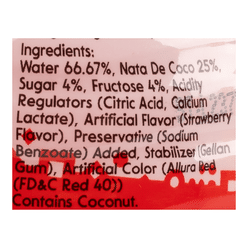 Ingredients:
Water 66.67%, Nata De Coco 25%,
Sugar 4%, Fructose 4%, Acidity
Regulators (Citric Acid, Calcium
Lactate), Artificial Flavor (Strawberry
Flavor), Preservative (Sodium
Benzoate) Added, Stabilizer (Gellan
Gum), Artificial Color (Allura Red
(FD&C Red 40))
Contains Coconut.